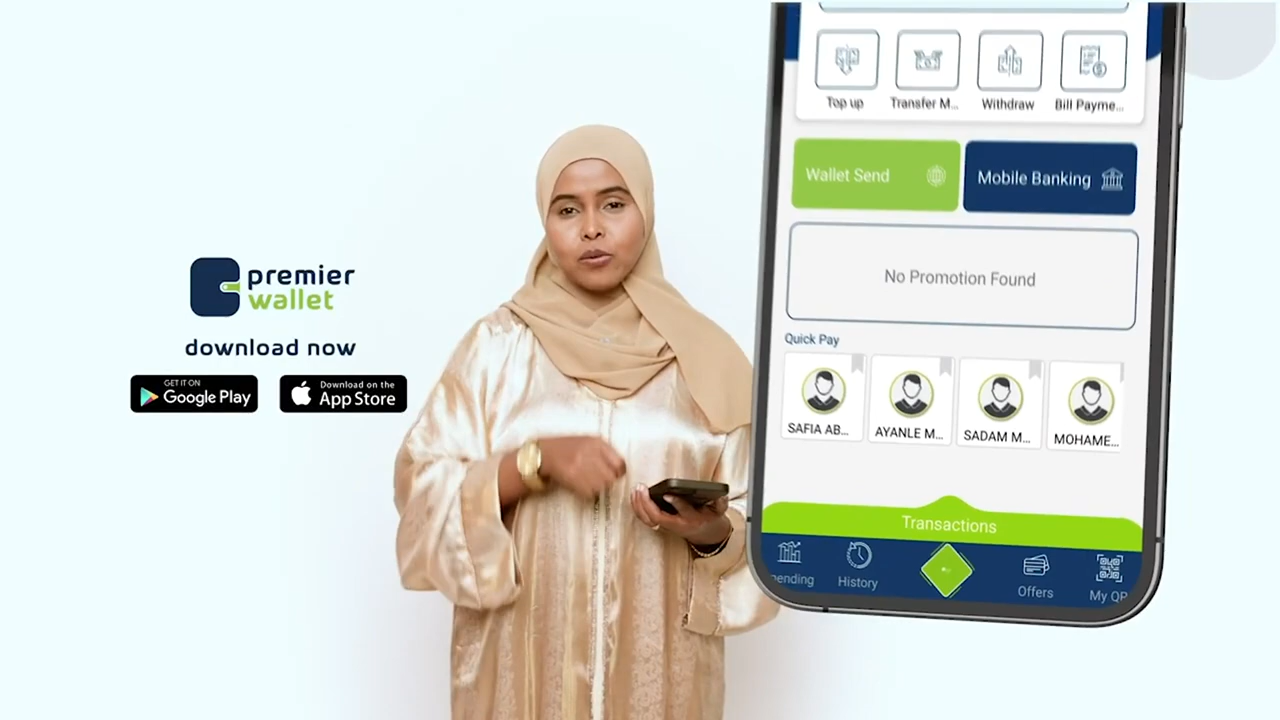 premier
wallet
download now
GET IT ON
Google Play
Download on the
App Store
Top up
Transfer M...
Withdraw
Bill Payme...
Wallet Send
Mobile Banking
No Promotion Found
Quick Pay
SAFIA AB...
AYANLE M...
SADAM M...
MOHAME...
Transactions
ending
History
Offers
My QR